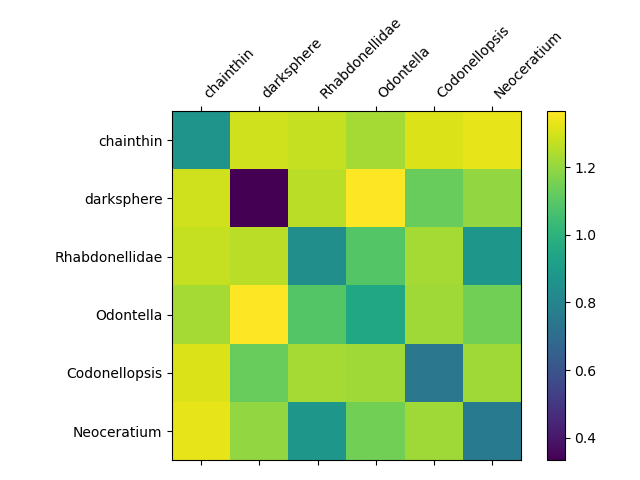 chainthin
darksphere
Rhabdonellidae
Odontella
Codonellopsis
Neoceratium
chainthin
darksphere
Rhabdonellidae
Odontella
Codonellopsis
Neoceratium
1.2
1.0
0.8
0.6
0.4